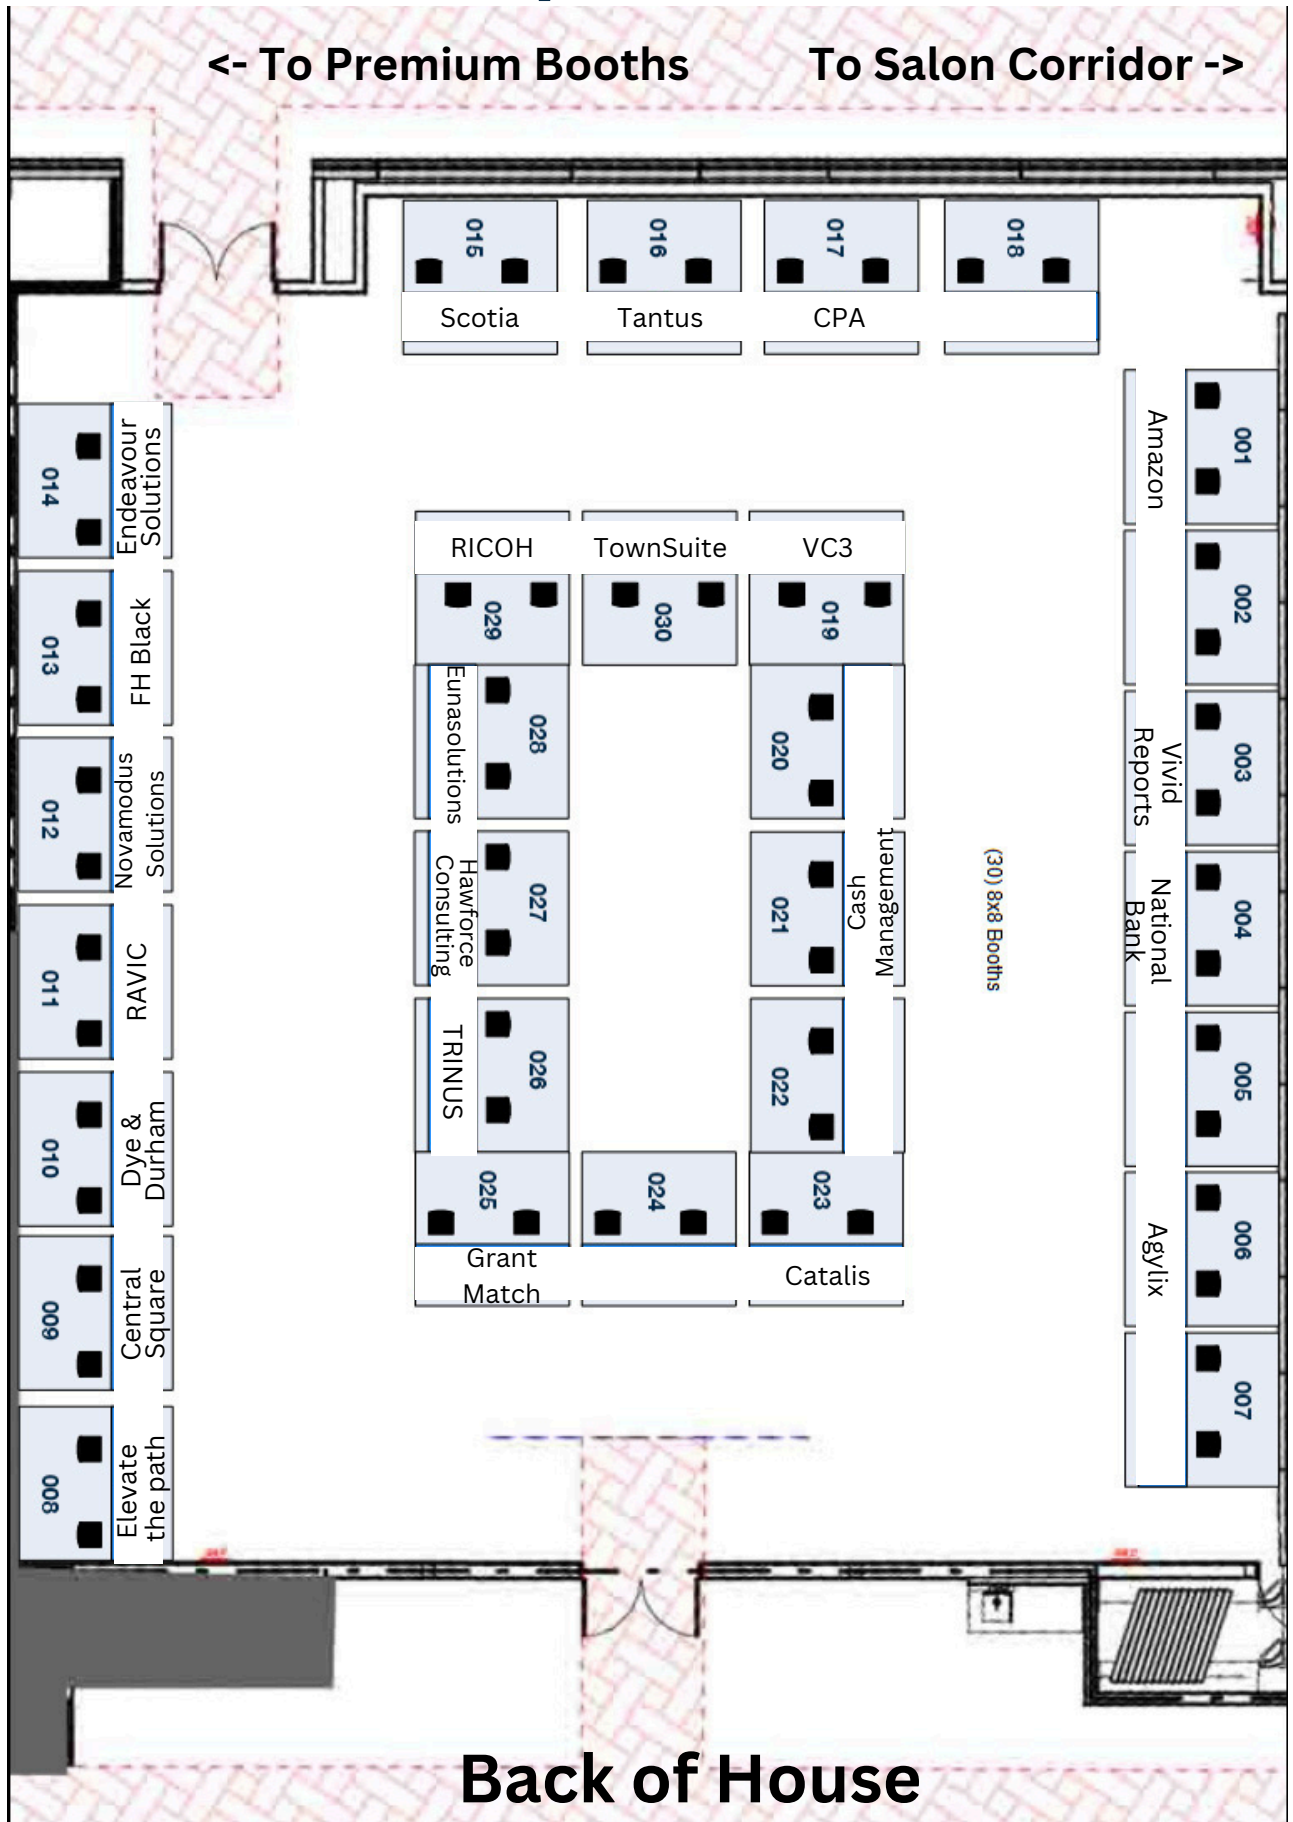 <- To Premium Booths
To Salon Corridor ->
015
016
017
018
Scotia
Tantus
CPA
014
Endeavour
Solutions
013
FH Black
012
Novamodus
Solutions
011
RAVIC
010
Dye &
Durham
009
Central
Square
008
Elevate
the path
RICOH
TownSuite
VC3
029
030
019
Eunasolutions
028
Hawforce
Consulting
027
TRINUS
026
020
021
Cash
Management
022
025
024
023
Grant
Match
Catalis
(30) 8x8 Booths
Amazon
001
002
Vivid
Reports
003
National
Bank
004
005
Agylix
006
007
Back of House